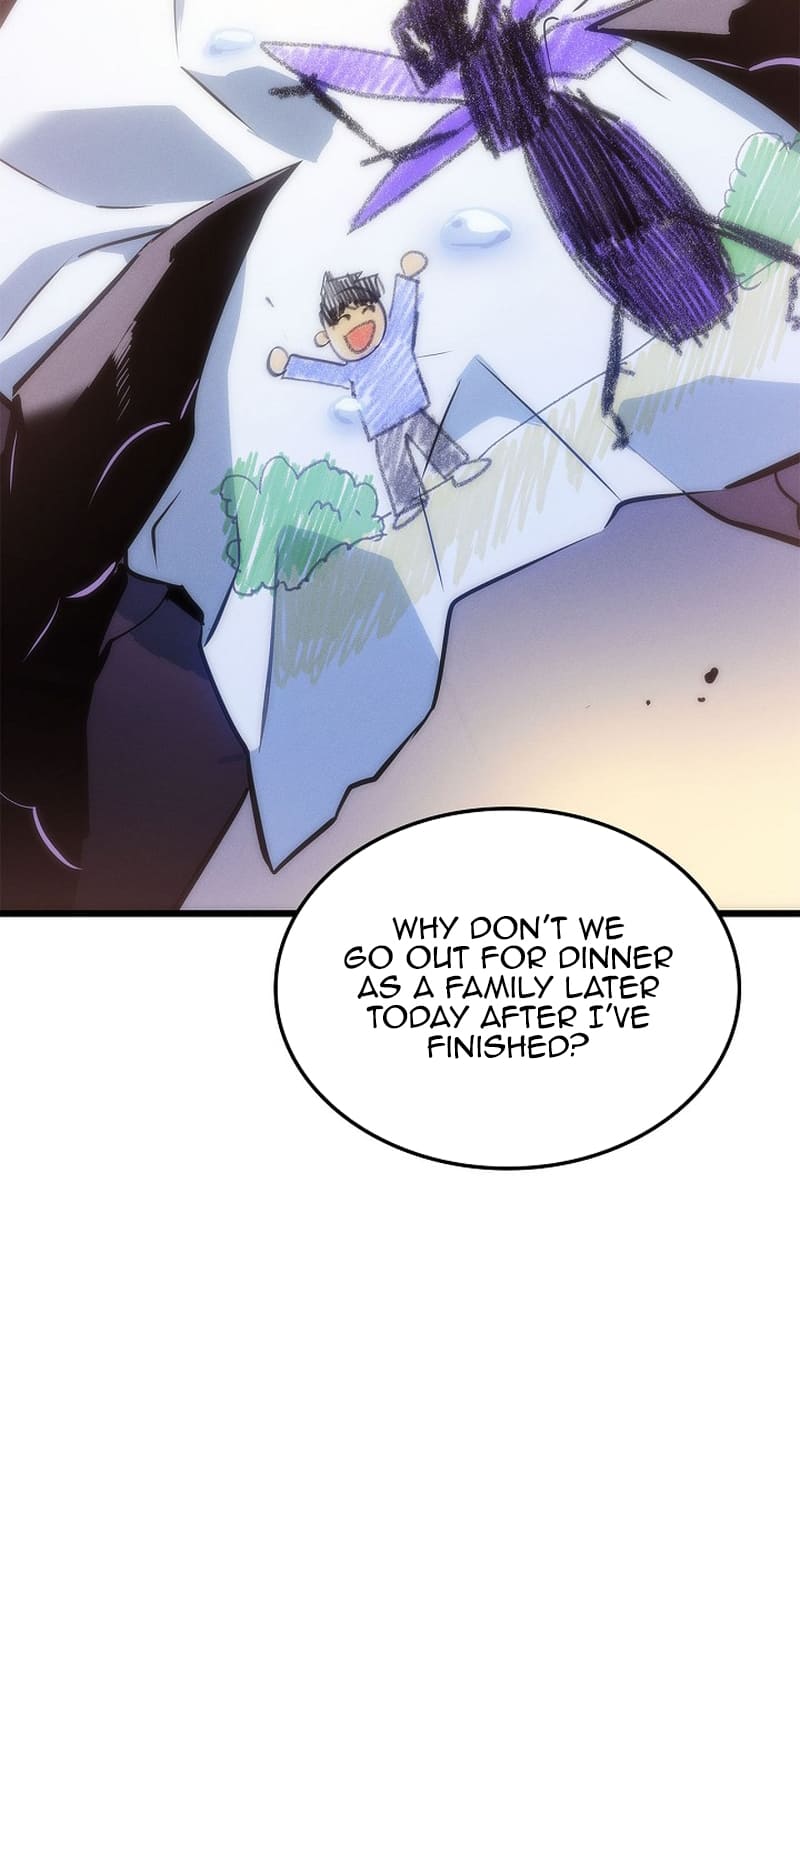 WHY DON'T WE
GO OUT FOR DINNER
AS A FAMILY LATER
TODAY AFTER I'VE
FINISHED?